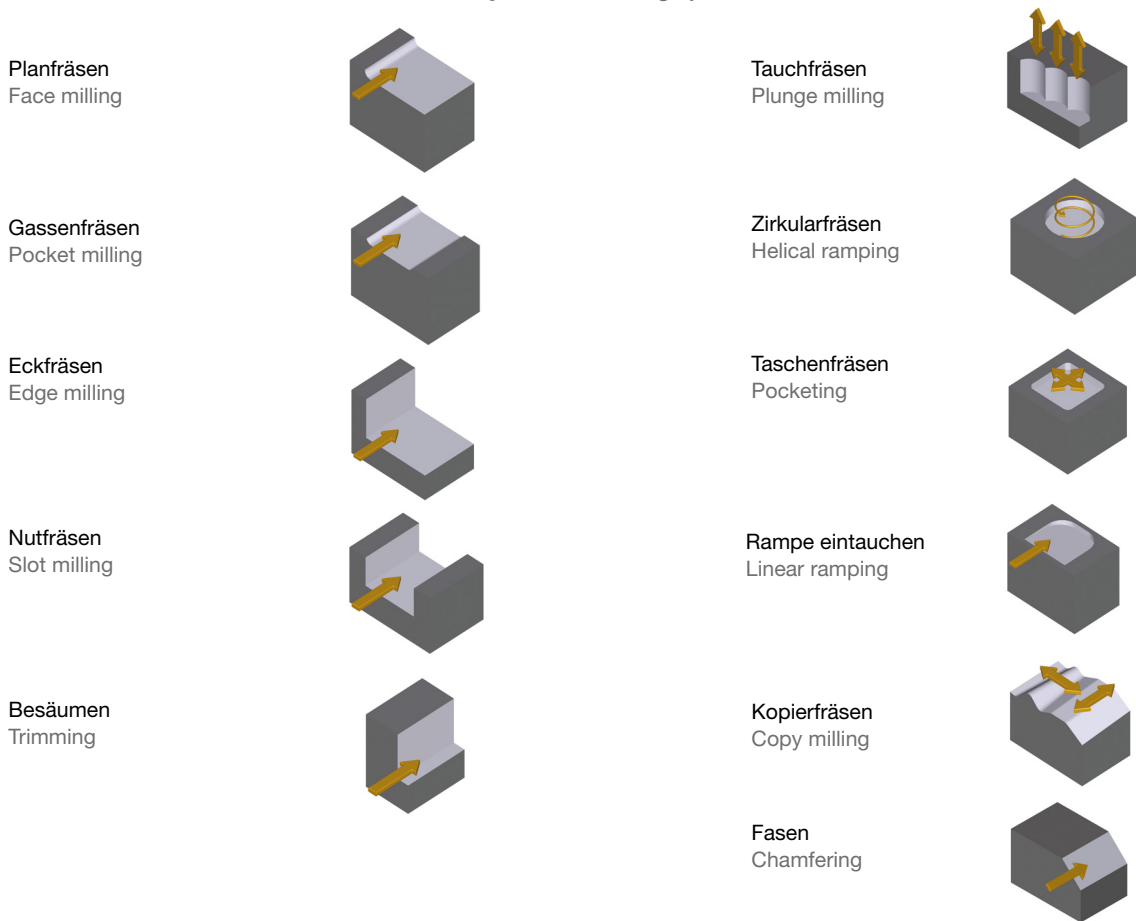 Planfräsen
Face milling
Gassenfräsen
Pocket milling
Eckfräsen
Edge milling
Nutfräsen
Slot milling
Besäumen
Trimming
Tauchfräsen
Plunge milling
Zirkularfräsen
Helical ramping
Taschenfräsen
Pocketing
Rampe eintauchen
Linear ramping
Kopierfräsen
Copy milling
Fasen
Chamfering